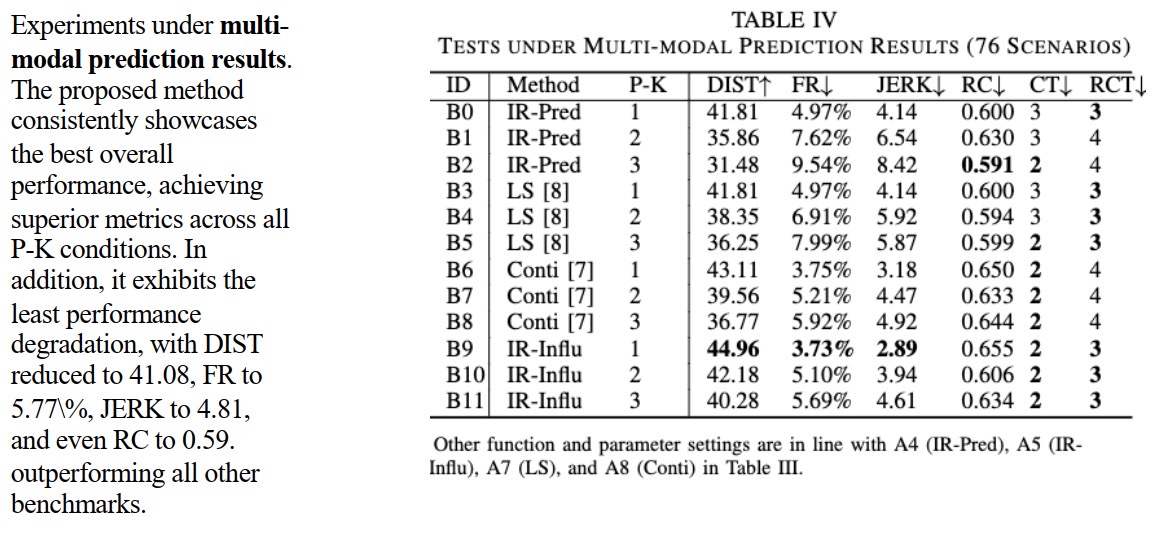 Experiments under multi-
modal prediction results.
The proposed method
consistently showcases
the best overall
performance, achieving
superior metrics across all
P-K conditions. In
addition, it exhibits the
least performance
degradation, with DIST
reduced to 41.08, FR to
5.77\%, JERK to 4.81,
and even RC to 0.59.
outperforming all other
benchmarks.
TABLE IV
TESTS UNDER MULTI-MODAL PREDICTION RESULTS (76 SCENARIOS)
ID Method P-K DIST↑ FR↓ JERK↓ RC↓ CT↓ RCT↓
B0 IR-Pred 1 41.81 4.97% 4.14 0.600 3 3
B1 IR-Pred 2 35.86 7.62% 6.54 0.630 3 4
B2 IR-Pred 3 31.48 9.54% 8.42 0.591 2 4
B3 LS [8] 1 41.81 4.97% 4.14 0.600 3 3
B4 LS [8] 2 38.35 6.91% 5.92 0.594 3 3
B5 LS [8] 3 36.25 7.99% 5.87 0.599 2 3
B6 Conti [7] 1 43.11 3.75% 3.18 0.650 2 4
B7 Conti [7] 2 39.56 5.21% 4.47 0.633 2 4
B8 Conti [7] 3 36.77 5.92% 4.92 0.644 2 4
B9 IR-Influ 1 44.96 3.73% 2.89 0.655 2 3
B10 IR-Influ 2 42.18 5.10% 3.94 0.606 2 3
B11 IR-Influ 3 40.28 5.69% 4.61 0.634 2 3
Other function and parameter settings are in line with A4 (IR-Pred), A5 (IR-
Influ), A7 (LS), and A8 (Conti) in Table III.